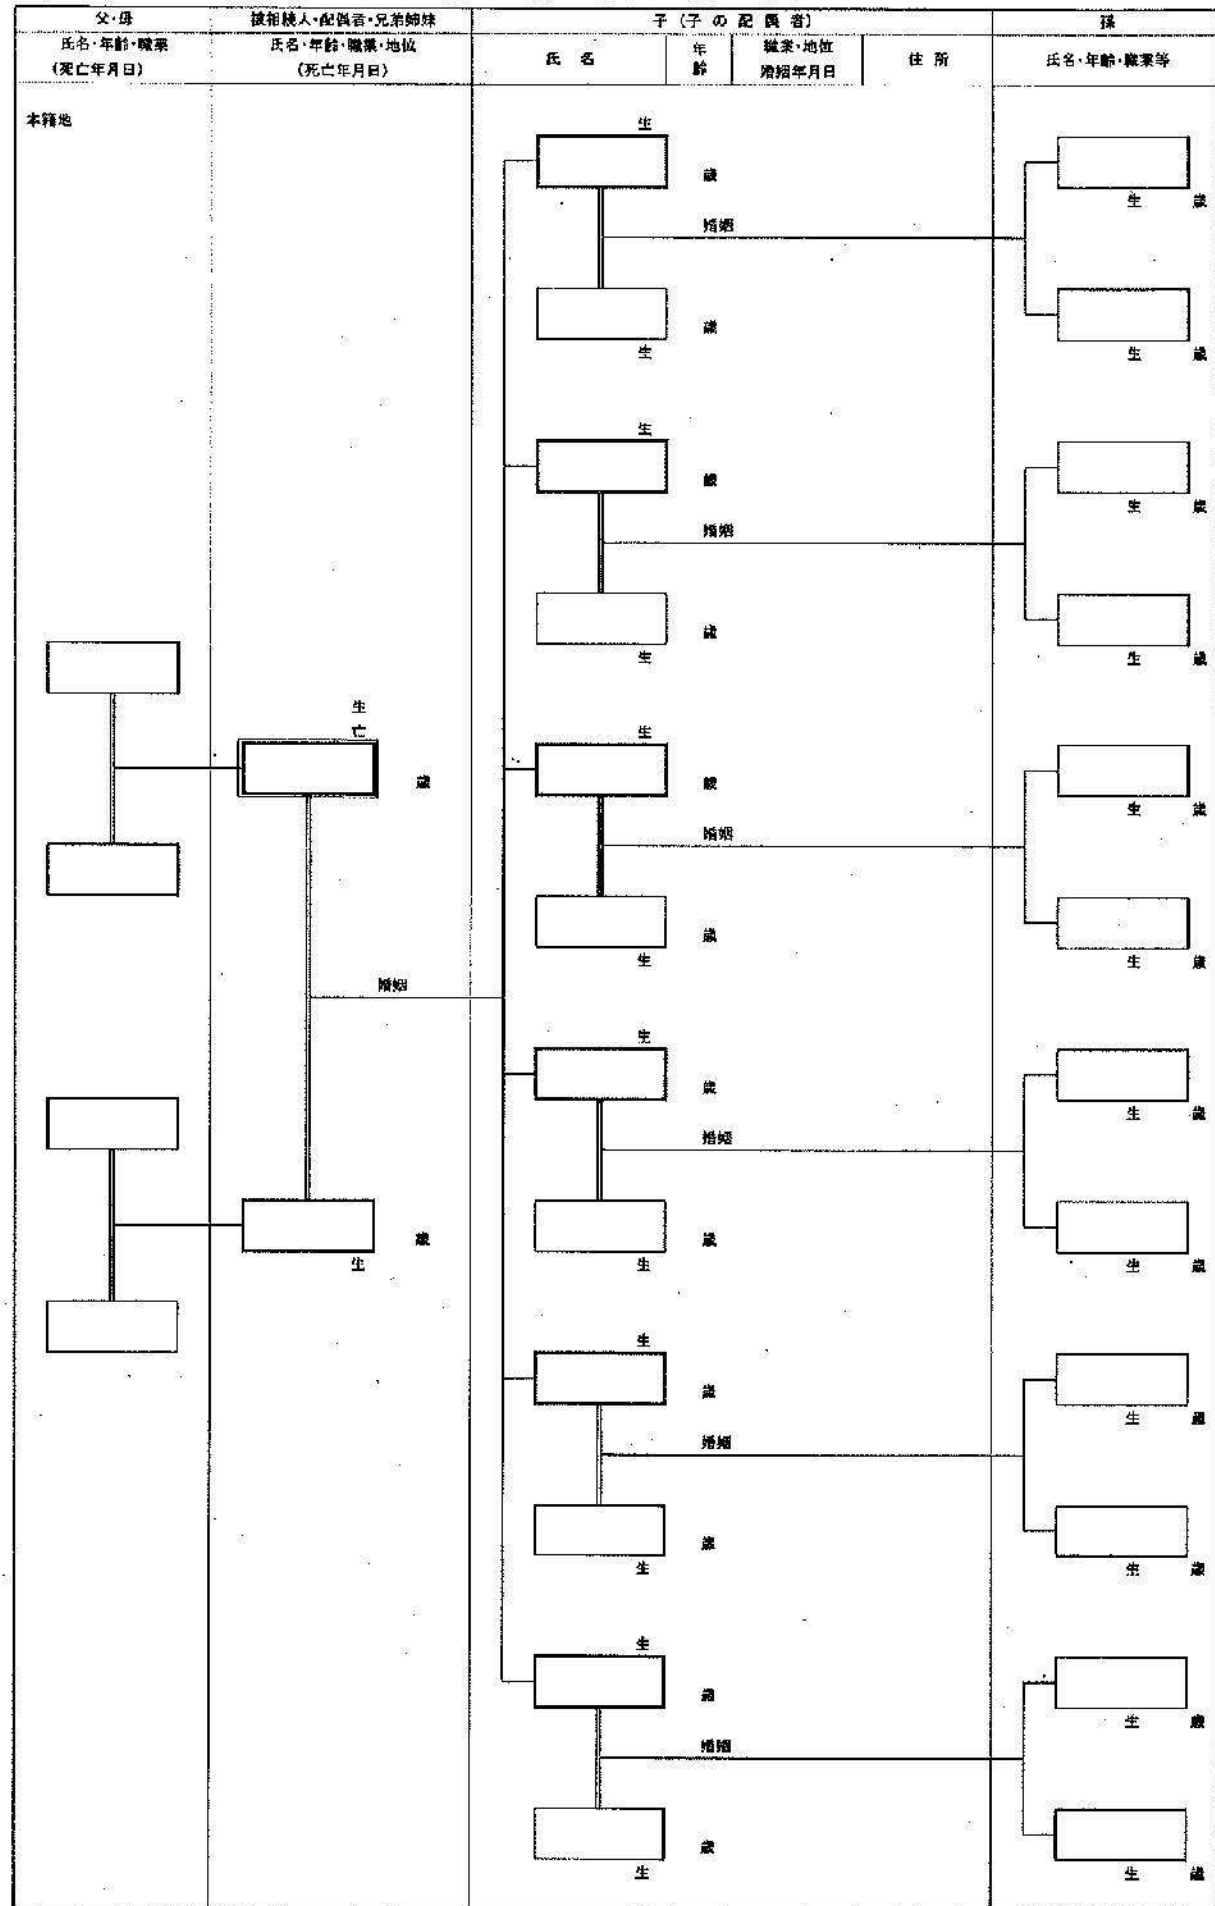 父・母
被相続人・配偶者・兄弟姉妹
子（子の配偶者）
孫
氏名・年齢・職業
（死亡年月日）
氏名・年齢・職業・地位
（死亡年月日）
氏 名
年齢
職業・地位
婚姻年月日
住 所
氏名・年齢・職業等
本籍地
生
歳
生 歳
婚姻
歳
生
生 歳
生
歳
生 歳
婚姻
歳
生
生 歳
生
亡
歳
生
歳
生 歳
婚姻
歳
生
生 歳
婚姻
生
歳
生 歳
婚姻
歳
生
歳
生
生 歳
生
歳
生 歳
婚姻
歳
生
生 歳
生
歳
生 歳
婚姻
歳
生
生 歳